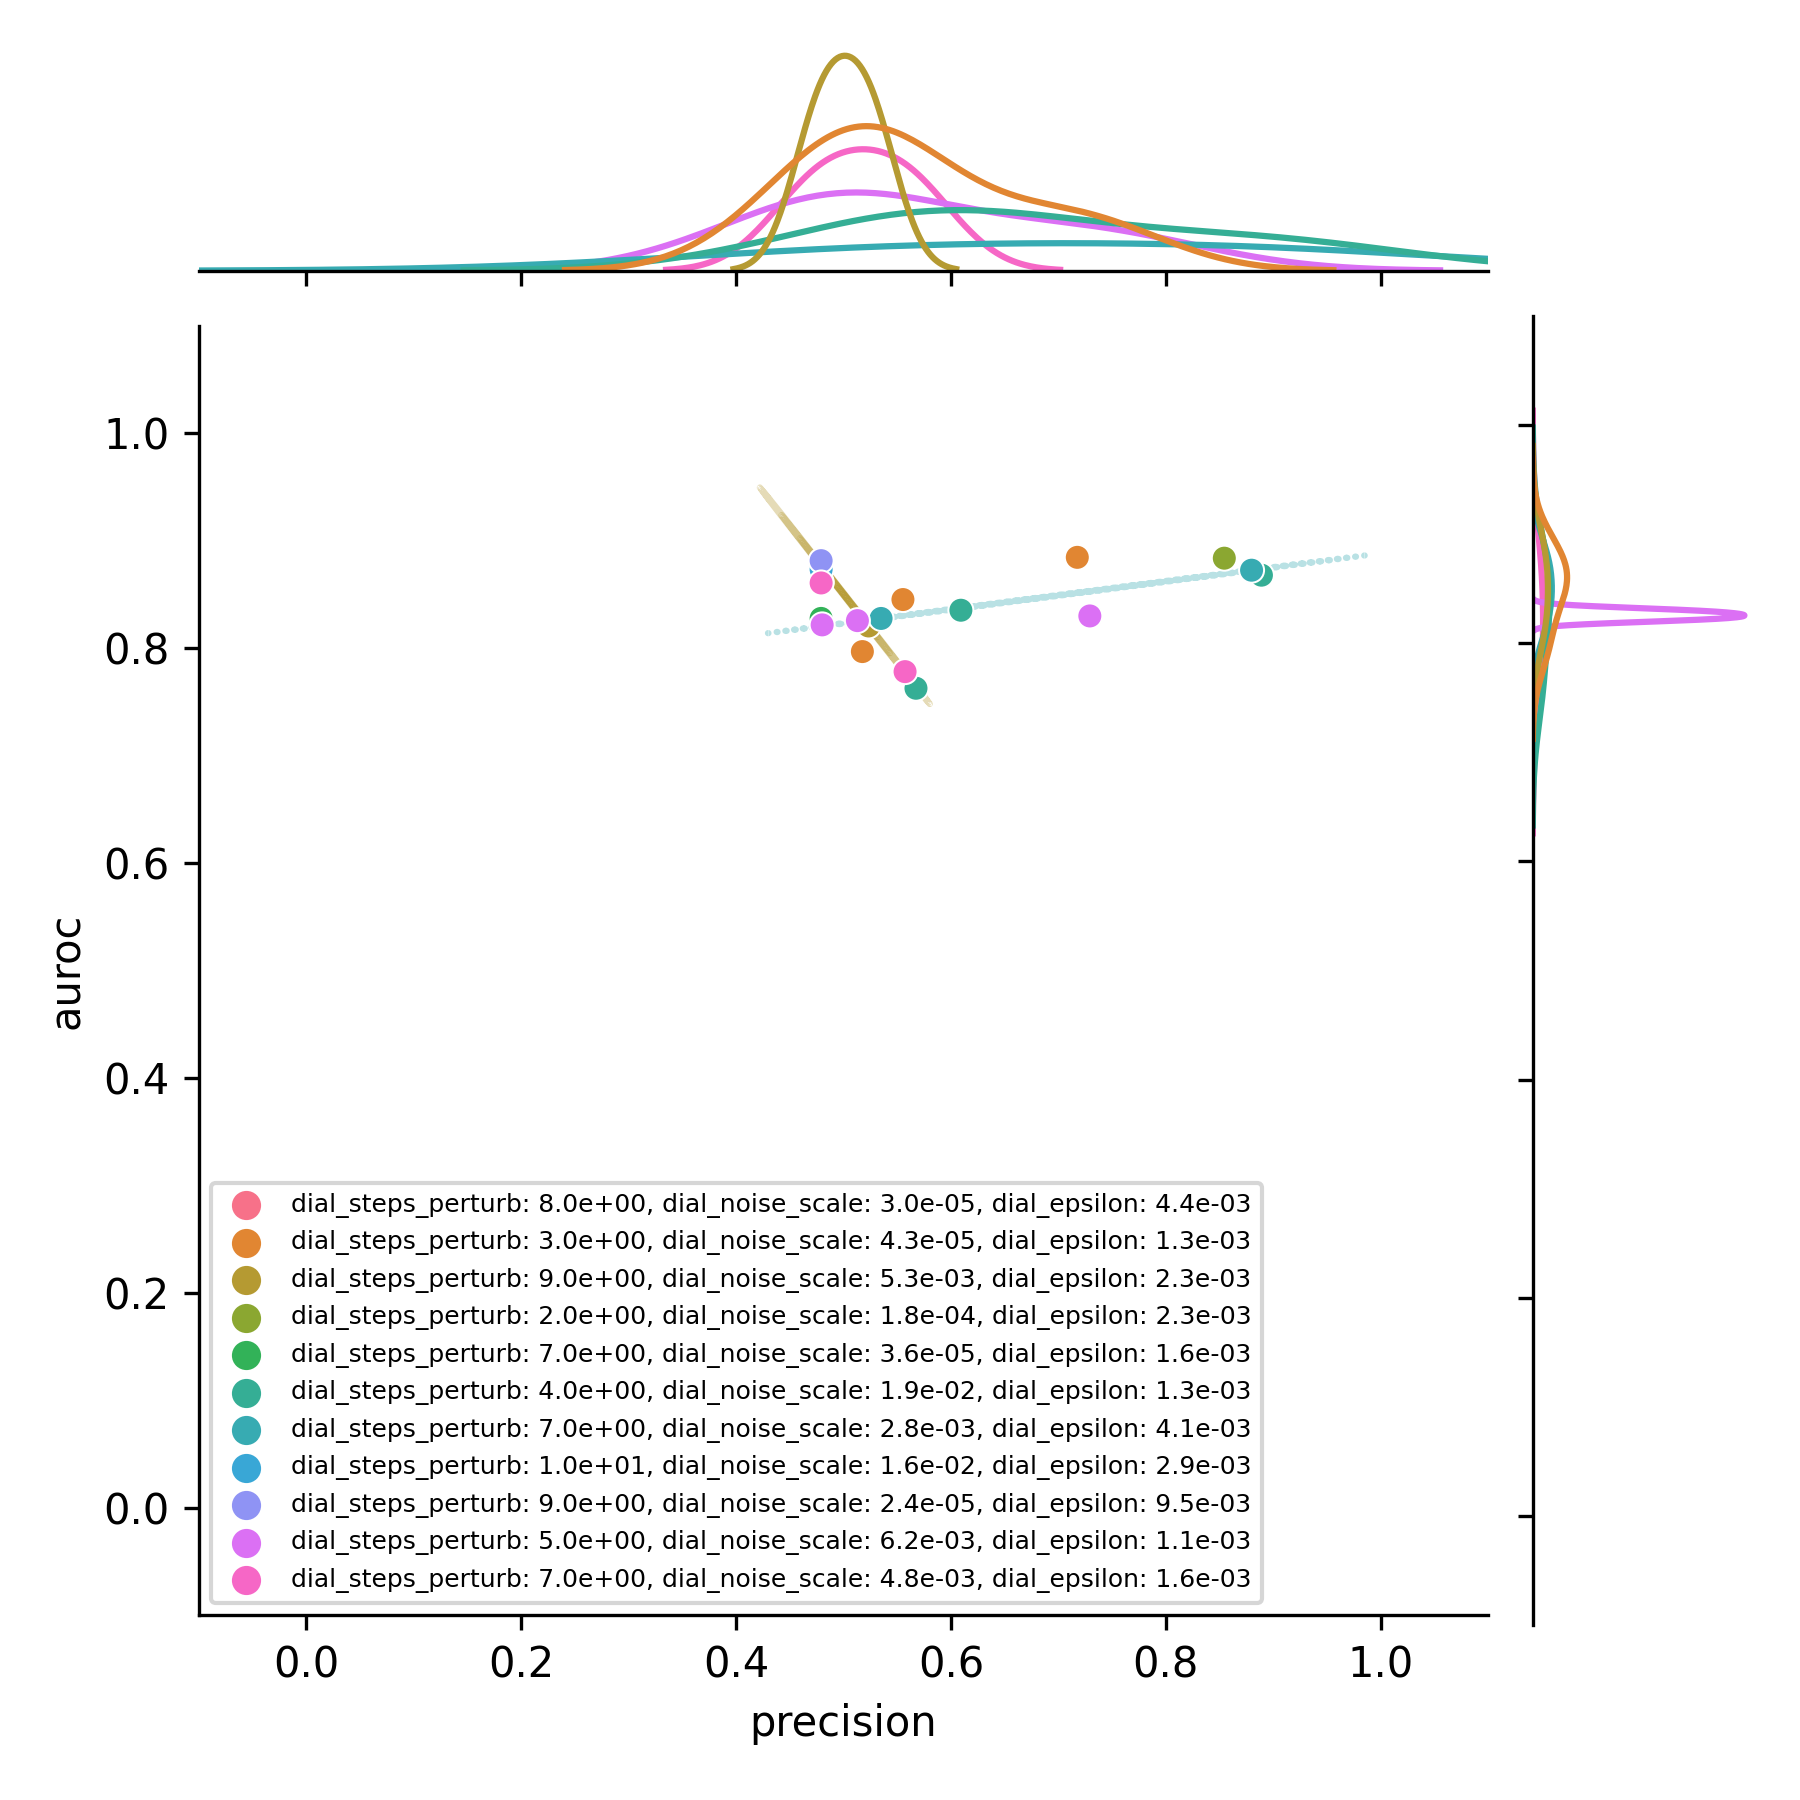 1.0
0.8
0.6
0.4
0.2
0.0
auroc
dial_steps_perturb: 8.0e+00, dial_noise_scale: 3.0e-05, dial_epsilon: 4.4e-03
dial_steps_perturb: 3.0e+00, dial_noise_scale: 4.3e-05, dial_epsilon: 1.3e-03
dial_steps_perturb: 9.0e+00, dial_noise_scale: 5.3e-03, dial_epsilon: 2.3e-03
dial_steps_perturb: 2.0e+00, dial_noise_scale: 1.8e-04, dial_epsilon: 2.3e-03
dial_steps_perturb: 7.0e+00, dial_noise_scale: 3.6e-05, dial_epsilon: 1.6e-03
dial_steps_perturb: 4.0e+00, dial_noise_scale: 1.9e-02, dial_epsilon: 1.3e-03
dial_steps_perturb: 7.0e+00, dial_noise_scale: 2.8e-03, dial_epsilon: 4.1e-03
dial_steps_perturb: 1.0e+01, dial_noise_scale: 1.6e-02, dial_epsilon: 2.9e-03
dial_steps_perturb: 9.0e+00, dial_noise_scale: 2.4e-05, dial_epsilon: 9.5e-03
dial_steps_perturb: 5.0e+00, dial_noise_scale: 6.2e-03, dial_epsilon: 1.1e-03
dial_steps_perturb: 7.0e+00, dial_noise_scale: 4.8e-03, dial_epsilon: 1.6e-03
0.0 0.2 0.4 0.6 0.8 1.0
precision